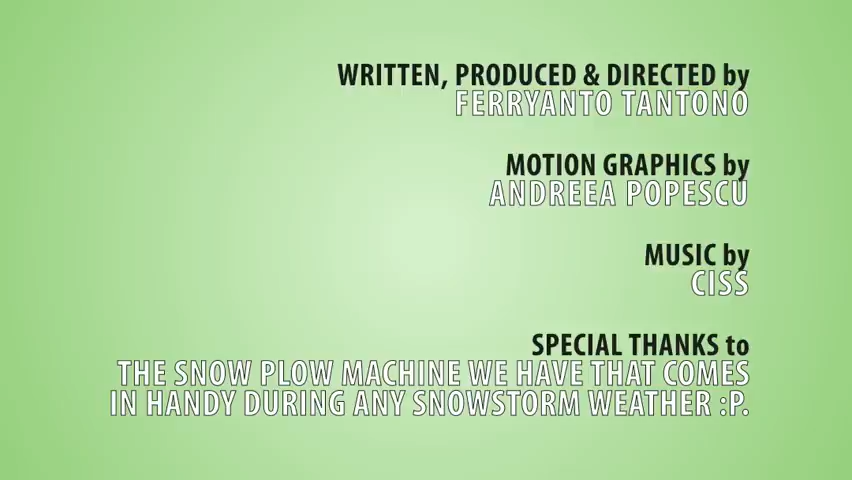 WRITTEN, PRODUCED & DIRECTED by
FERRYANTO TANTONO
MOTION GRAPHICS by
ANDREEA POPESCU
MUSIC by
CISS
SPECIAL THANKS to
THE SNOW PLOW MACHINE WE HAVE THAT COMES
IN HANDY DURING ANY SNOWSTORM WEATHER :P.